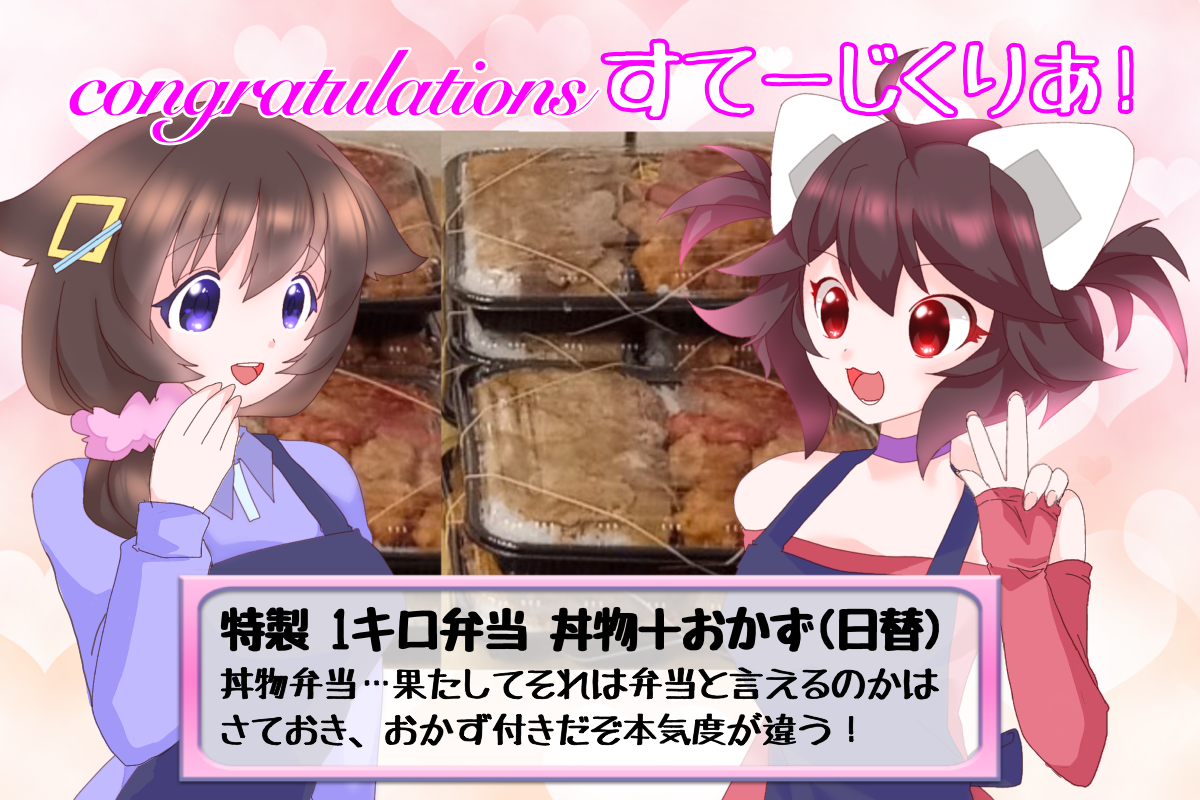 congratulations すてーじくりあ!
特製 1キロ弁当 丼物+おかず(日替)
丼物弁当…果たしてそれは弁当と言えるのかは
さておき、おかず付きだぞ本気度が違う!